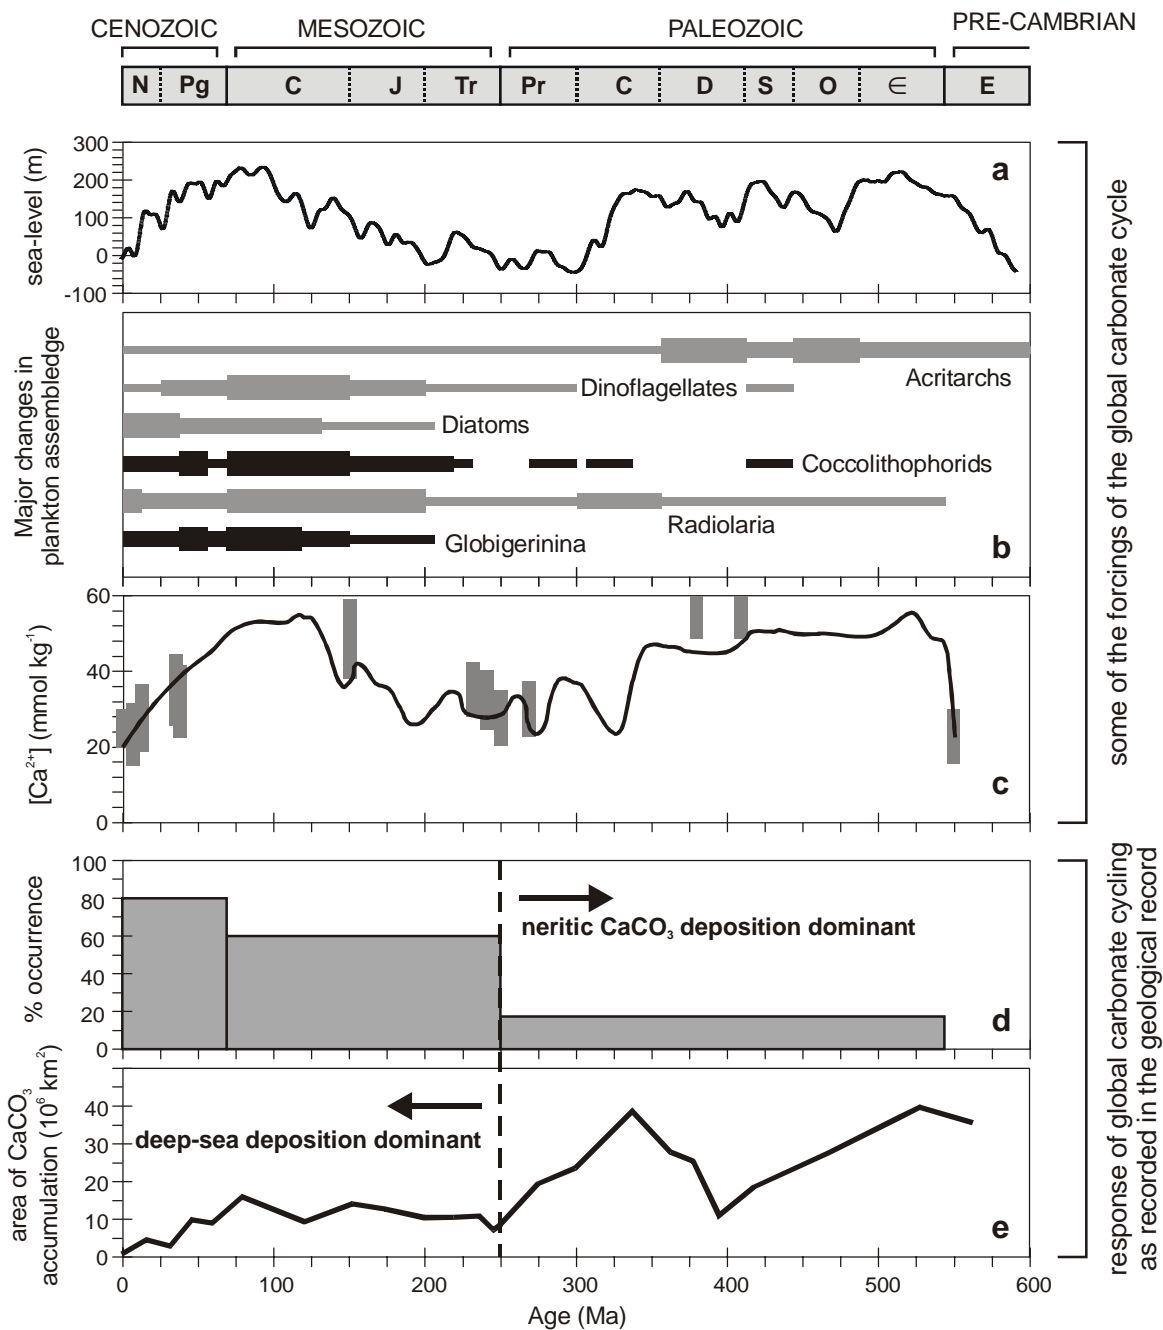 CENOZOIC MESOZOIC PALEOZOIC PRE-CAMBRIAN
N Pg C J Tr Pr C D S O ∈ E
sea-level (m)
300
200
100
0
-100
a
Major changes in
plankton assembledge
Acritarchs
Dinoflagellates
Diatoms
Coccolithophorids
Radiolaria
Globigerinina
b
[Ca²⁺] (mmol kg⁻¹)
60
40
30
20
0
c
some of the forcings of the global carbonate cycle
% occurrence
100
80
60
40
20
0
neritic CaCO₃ deposition dominant
d
area of CaCO₃
accumulation (10⁶ km²)
40
30
20
10
0
deep-sea deposition dominant
e
response of global carbonate cycling
as recorded in the geological record
0 100 200 300 400 500 600
Age (Ma)